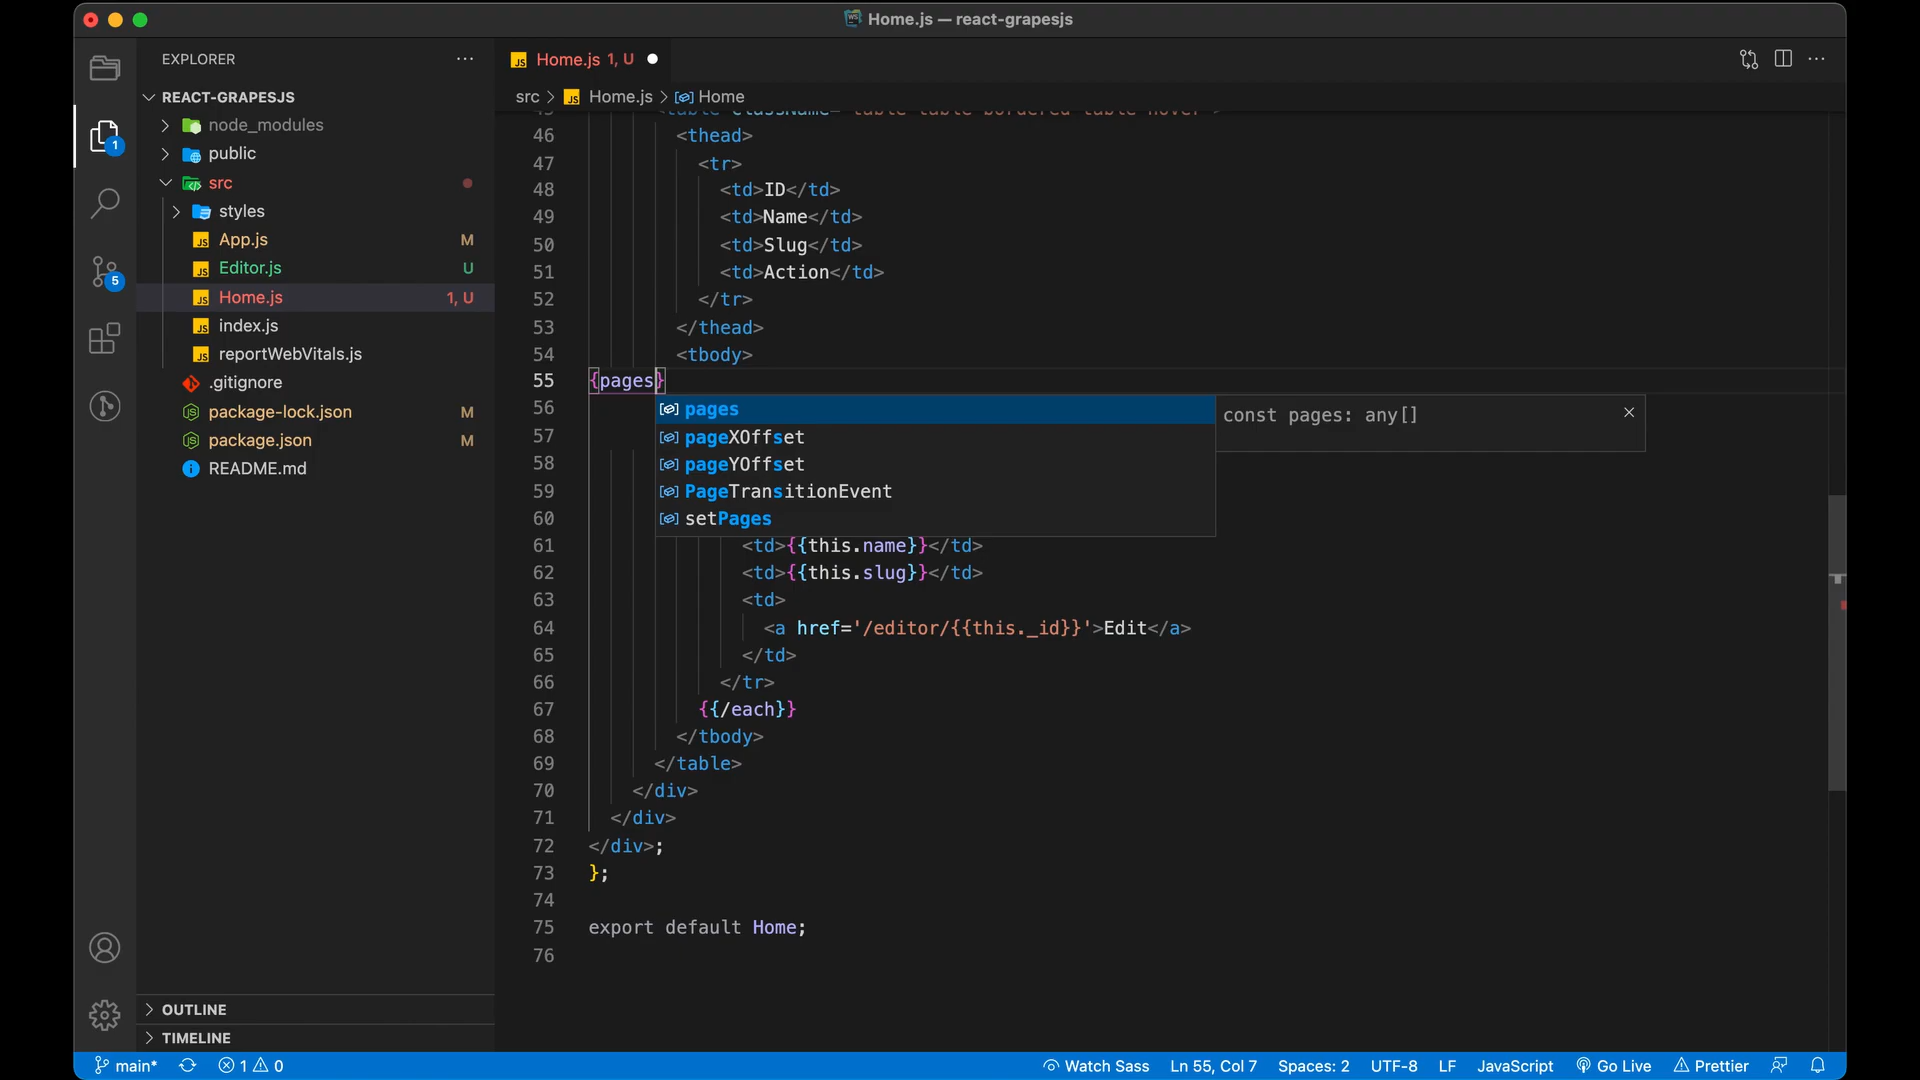 Home.js — react-grapesjs
EXPLORER
REACT-GRAPESJS
node_modules
public
src
styles
App.js M
Editor.js U
Home.js 1, U
index.js
reportWebVitals.js
.gitignore
package-lock.json M
package.json M
README.md
OUTLINE
TIMELINE
1
5
JS Home.js 1, U
src > JS Home.js > Home
46 <thead>
47 <tr>
48 <td>ID</td>
49 <td>Name</td>
50 <td>Slug</td>
51 <td>Action</td>
52 </tr>
53 </thead>
54 <tbody>
55 {pages}
56
57
58
59
60
pages
pageXOffset
pageYOffset
PageTransitionEvent
setPages
const pages: any[]
61 <td>{{this.name}}</td>
62 <td>{{this.slug}}</td>
63 <td>
64 <a href='/editor/{{this._id}}'>Edit</a>
65 </td>
66 </tr>
67 {{/each}}
68 </tbody>
69 </table>
70 </div>
71 </div>
72 </div>;
73 };
74
75 export default Home;
76
main* 1 0 Watch Sass Ln 55, Col 7 Spaces: 2 UTF-8 LF JavaScript Go Live Prettier